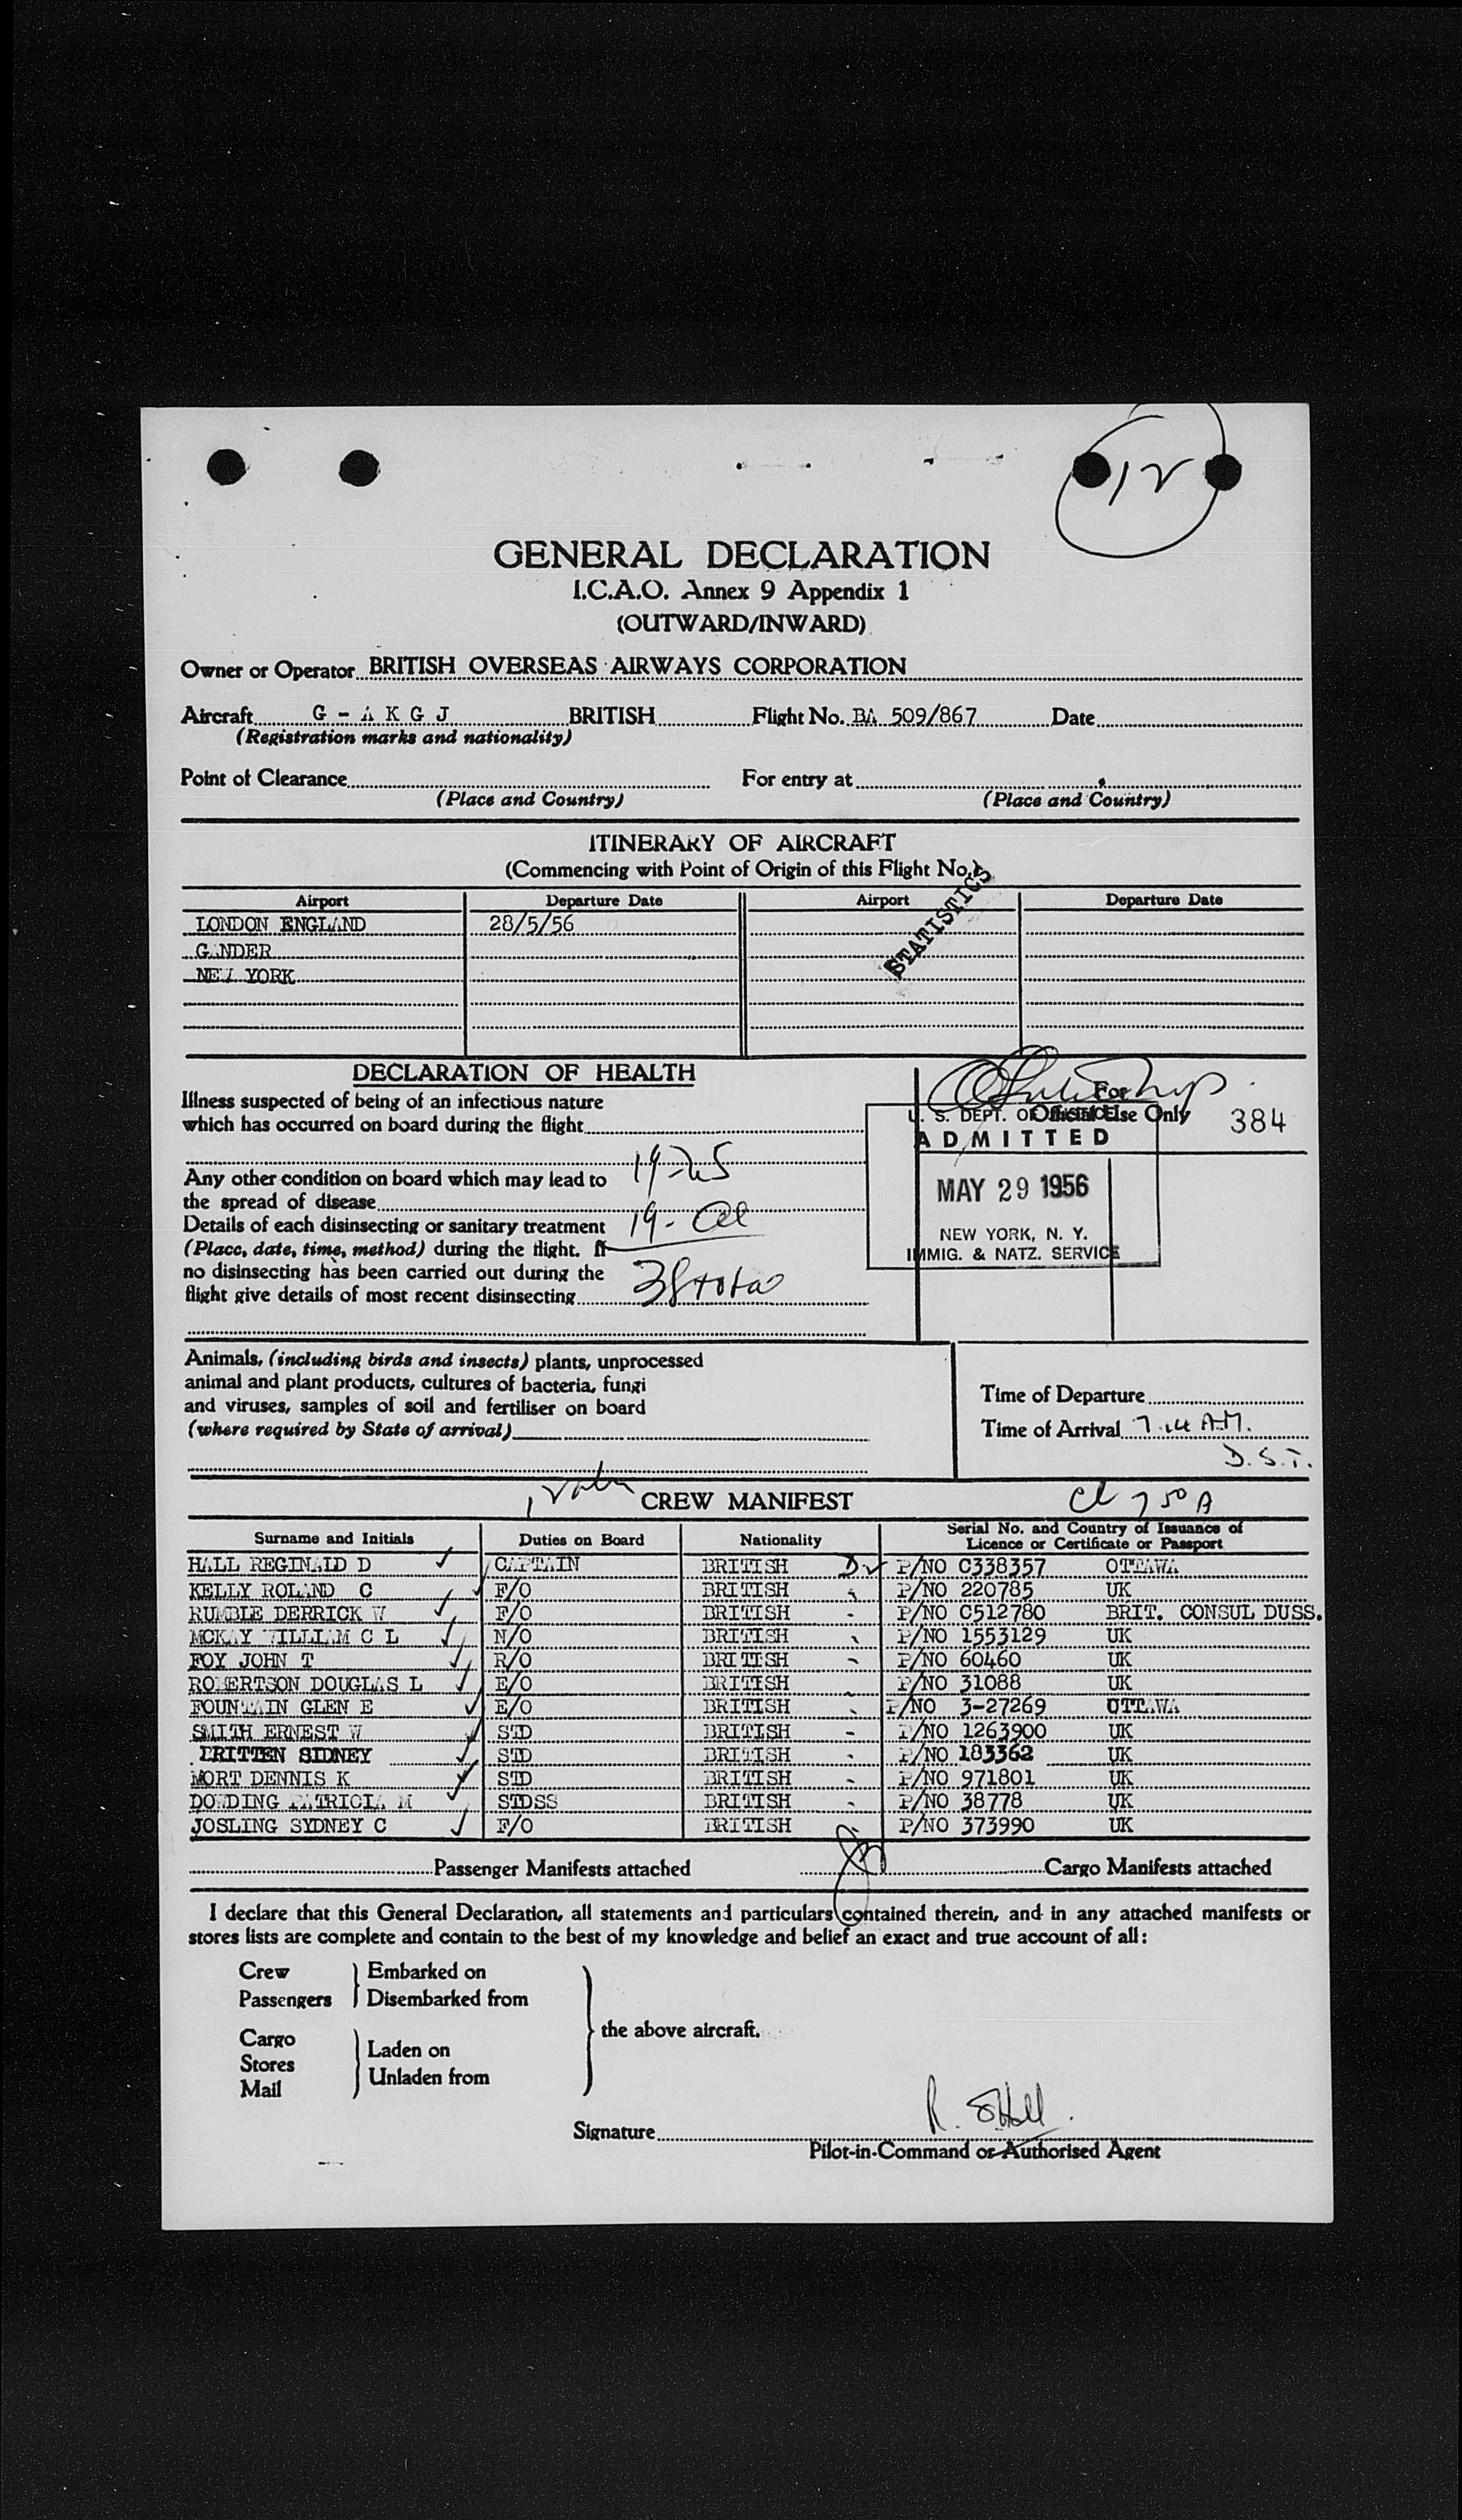 12
GENERAL DECLARATION
I.C.A.O. Annex 9 Appendix 1
(OUTWARD/INWARD)
Owner or Operator BRITISH OVERSEAS AIRWAYS CORPORATION
Aircraft G - A K G J BRITISH Flight No. BA 509/867 Date
(Registration marks and nationality)
Point of Clearance For entry at
(Place and Country) (Place and Country)
ITINERARY OF AIRCRAFT
(Commencing with Point of Origin of this Flight No.)
STATISTICS
Airport Departure Date Airport Departure Date
LONDON ENGLAND 28/5/56
GANDER
NEW YORK
DECLARATION OF HEALTH
Illness suspected of being of an infectious nature
which has occurred on board during the flight
Any other condition on board which may lead to
the spread of disease
Details of each disinsecting or sanitary treatment
(Place, date, time, method) during the flight. If
no disinsecting has been carried out during the
flight give details of most recent disinsecting
19-US
19-
38 total
For
Official Use Only
384
U. S. DEPT. OF JUSTICE
ADMITTED
MAY 29 1956
NEW YORK, N. Y.
IMMIG. & NATZ. SERVICE
Animals, (including birds and insects) plants, unprocessed
animal and plant products, cultures of bacteria, fungi
and viruses, samples of soil and fertiliser on board
(where required by State of arrival)
Time of Departure
Time of Arrival 7.14 A.M.
D.S.T.
CREW MANIFEST
750 A
Surname and Initials Duties on Board Nationality Serial No. and Country of Issuance of Licence or Certificate or Passport
HALL REGINALD D CAPTAIN BRITISH P/NO C338357 OTTAWA
KELLY ROLAND C F/O BRITISH P/NO 220785 UK
RUMBLE DERRICK W F/O BRITISH P/NO C512780 BRIT. CONSUL DUSS.
MCKAY WILLIAM C L N/O BRITISH P/NO 1553129 UK
FOY JOHN T R/O BRITISH P/NO 60460 UK
ROBERTSON DOUGLAS L E/O BRITISH P/NO 31088 UK
FOUNTAIN GLEN E E/O BRITISH P/NO 3-27269 OTTAWA
SMITH ERNEST W STD BRITISH P/NO 1263900 UK
BRITTEN SIDNEY STD BRITISH P/NO 183362 UK
MORT DENNIS K STD BRITISH P/NO 971801 UK
DOWDING PATRICIA M STDSS BRITISH P/NO 38778 UK
JOSLING SYDNEY C F/O BRITISH P/NO 373990 UK
Passenger Manifests attached Cargo Manifests attached
I declare that this General Declaration, all statements and particulars contained therein, and in any attached manifests or
stores lists are complete and contain to the best of my knowledge and belief an exact and true account of all:
Crew
Passengers
Embarked on
Disembarked from
Cargo
Stores
Mail
Laden on
Unladen from
the above aircraft.
Signature R. Hall
Pilot-in-Command or Authorised Agent